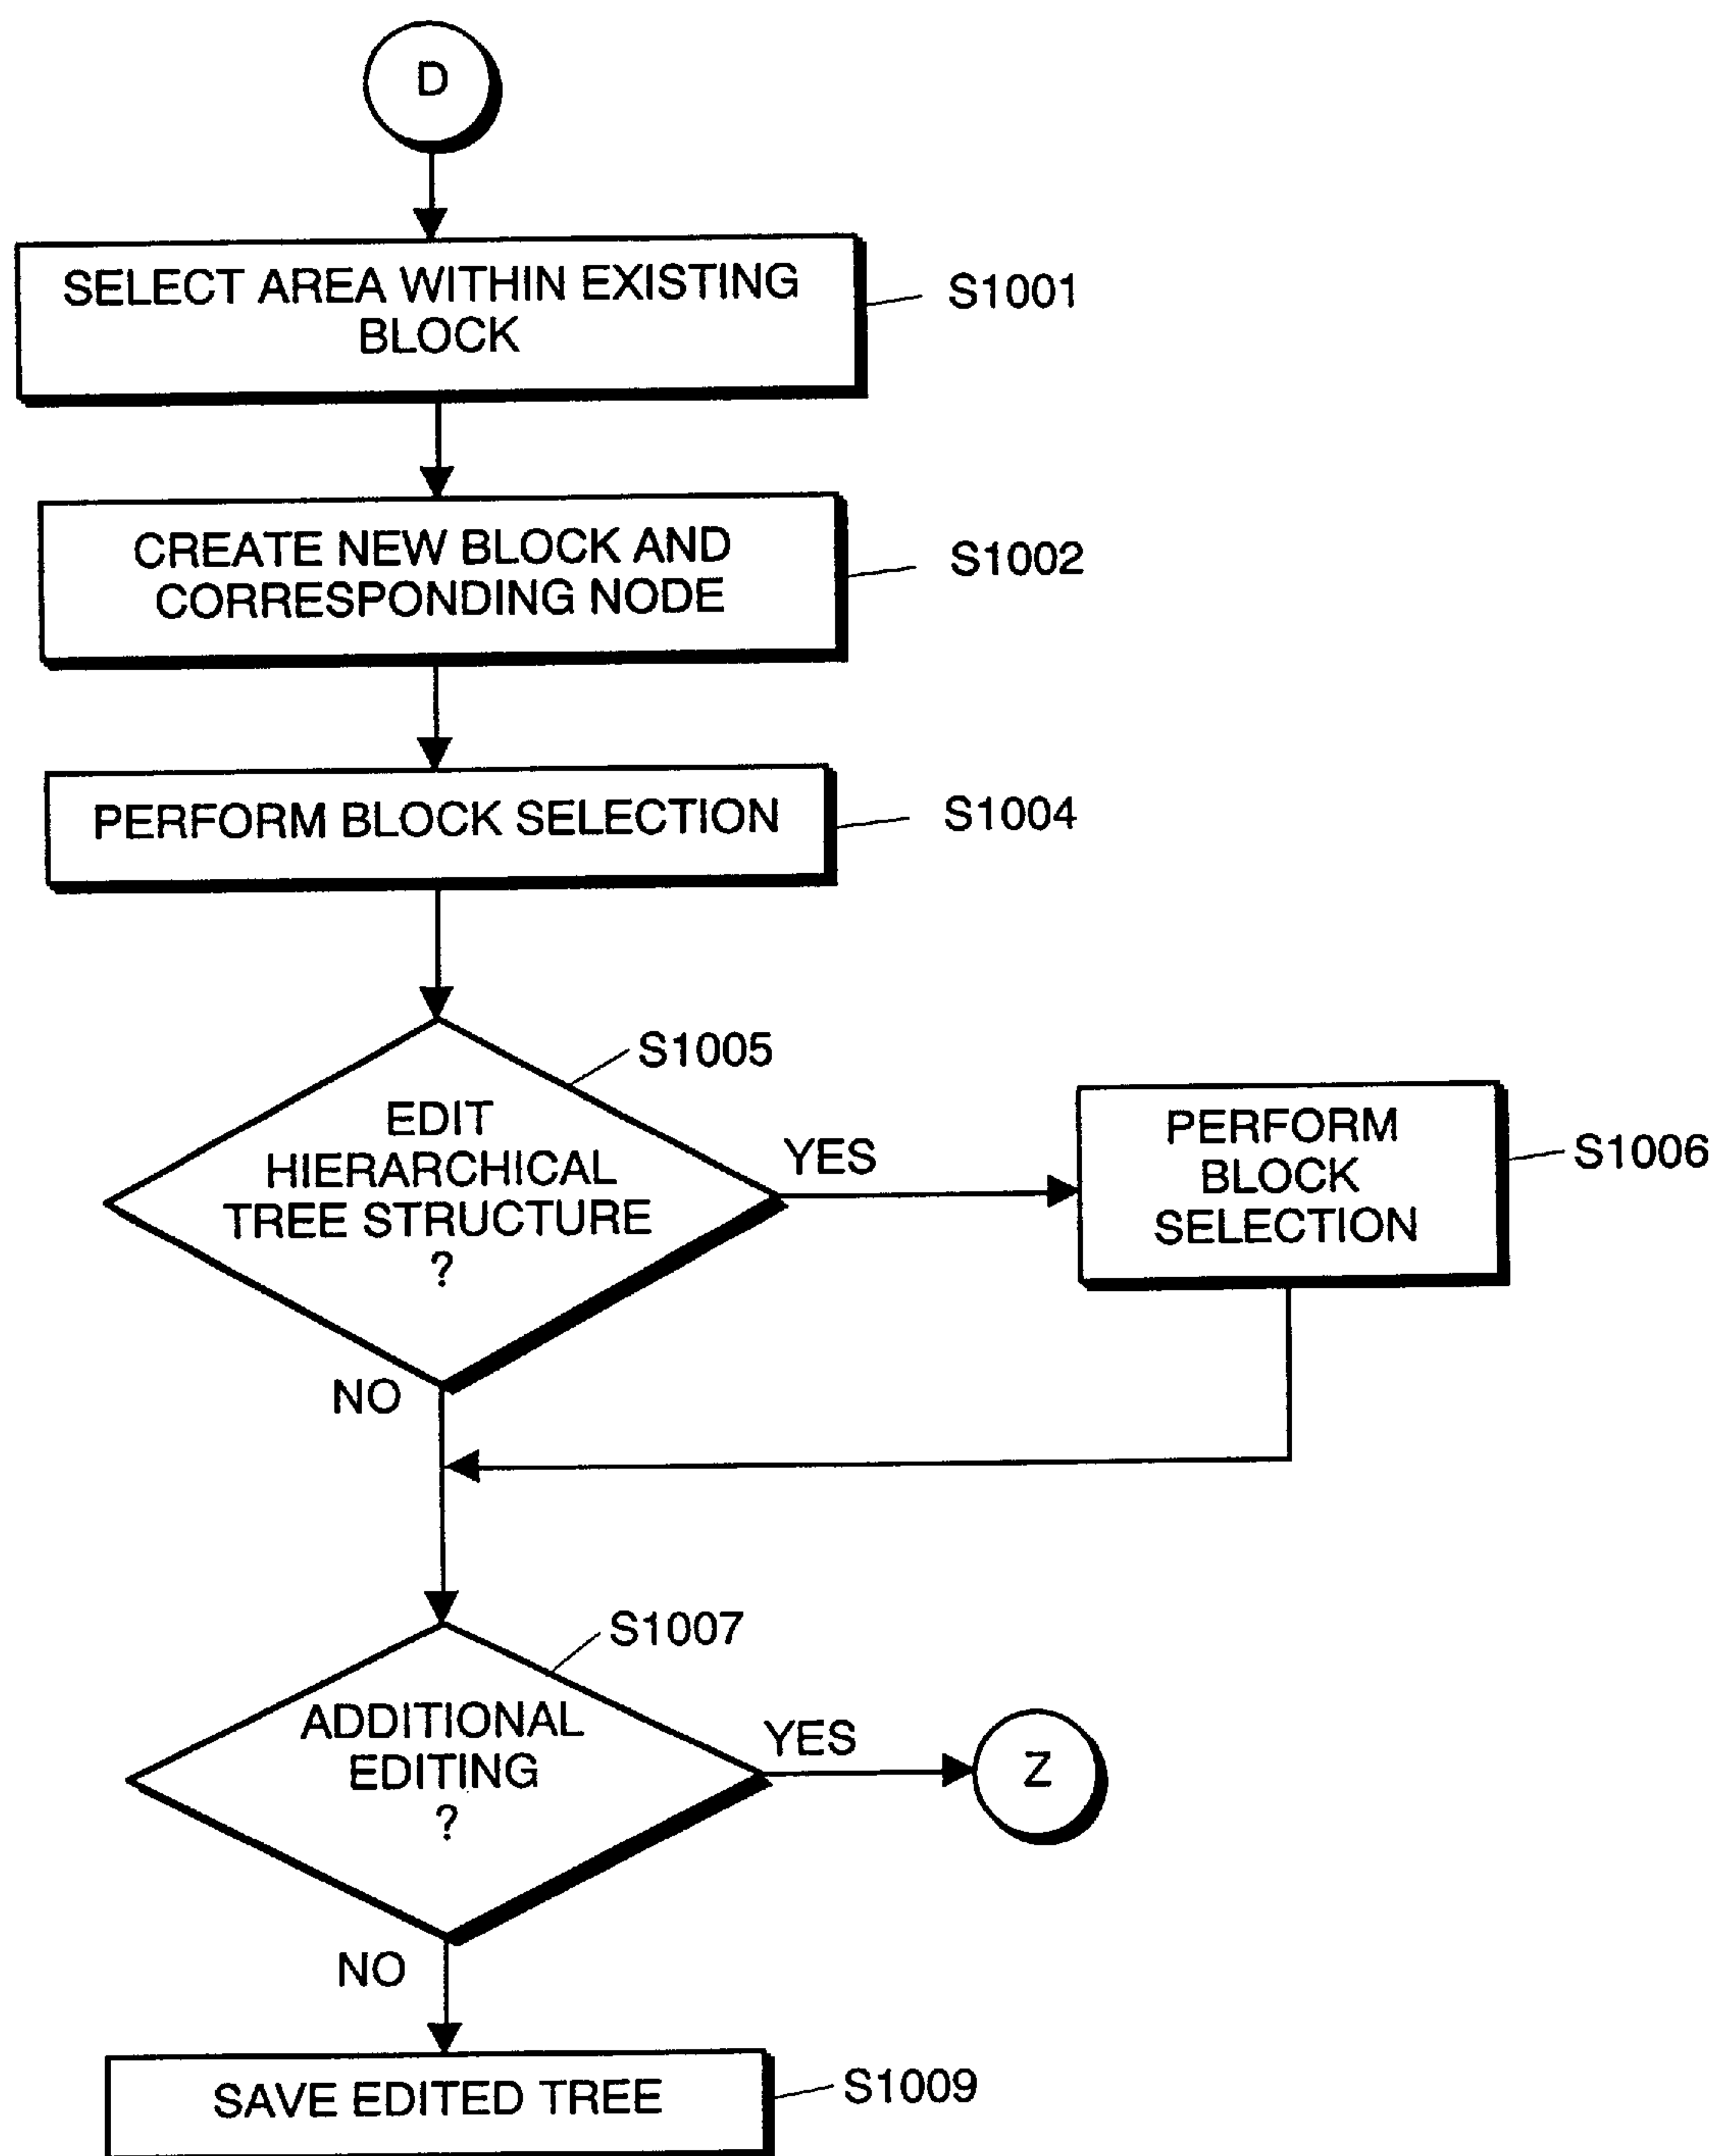 D
SELECT AREA WITHIN EXISTING
BLOCK
S1001
CREATE NEW BLOCK AND
CORRESPONDING NODE
S1002
PERFORM BLOCK SELECTION
S1004
S1005
EDIT
HIERARCHICAL
TREE STRUCTURE
?
YES
PERFORM
BLOCK
SELECTION
S1006
NO
S1007
ADDITIONAL
EDITING
?
YES
Z
NO
SAVE EDITED TREE
S1009